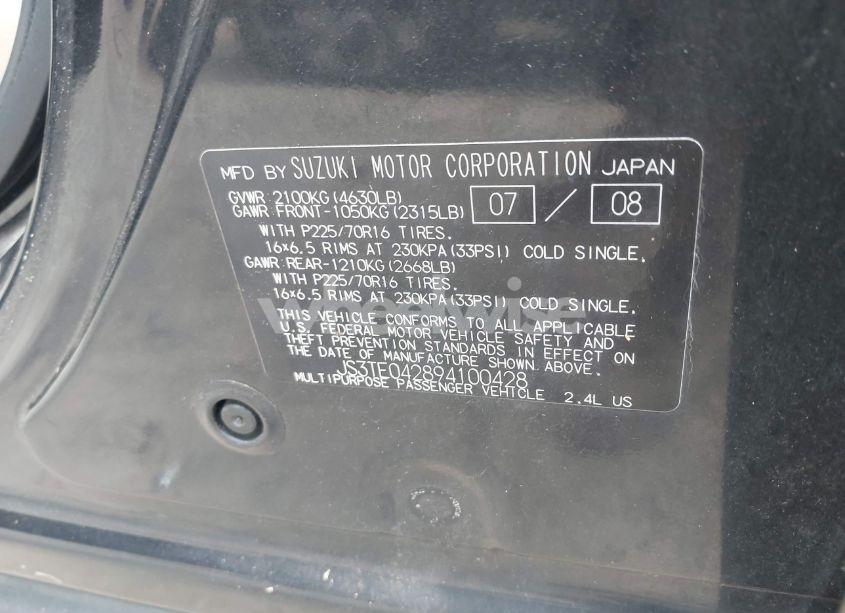 MFD BY SUZUKI MOTOR CORPORATION JAPAN
GVWR 2100KG (4630LB)
GAWR FRONT-1050KG (2315LB) 07 / 08
WITH P225/70R16 TIRES.
16x6.5 RIMS AT 230KPA(33PSI) COLD SINGLE.
GAWR REAR-1210KG (2668LB)
WITH P225/70R16 TIRES.
16x6.5 RIMS AT 230KPA(33PSI) COLD SINGLE.
wheelwise
THIS VEHICLE CONFORMS TO ALL APPLICABLE
U.S. FEDERAL MOTOR VEHICLE SAFETY AND
THEFT PREVENTION STANDARDS IN EFFECT ON
THE DATE OF MANUFACTURE SHOWN ABOVE.
JS3TE042894100428
MULTIPURPOSE PASSENGER VEHICLE 2.4L US